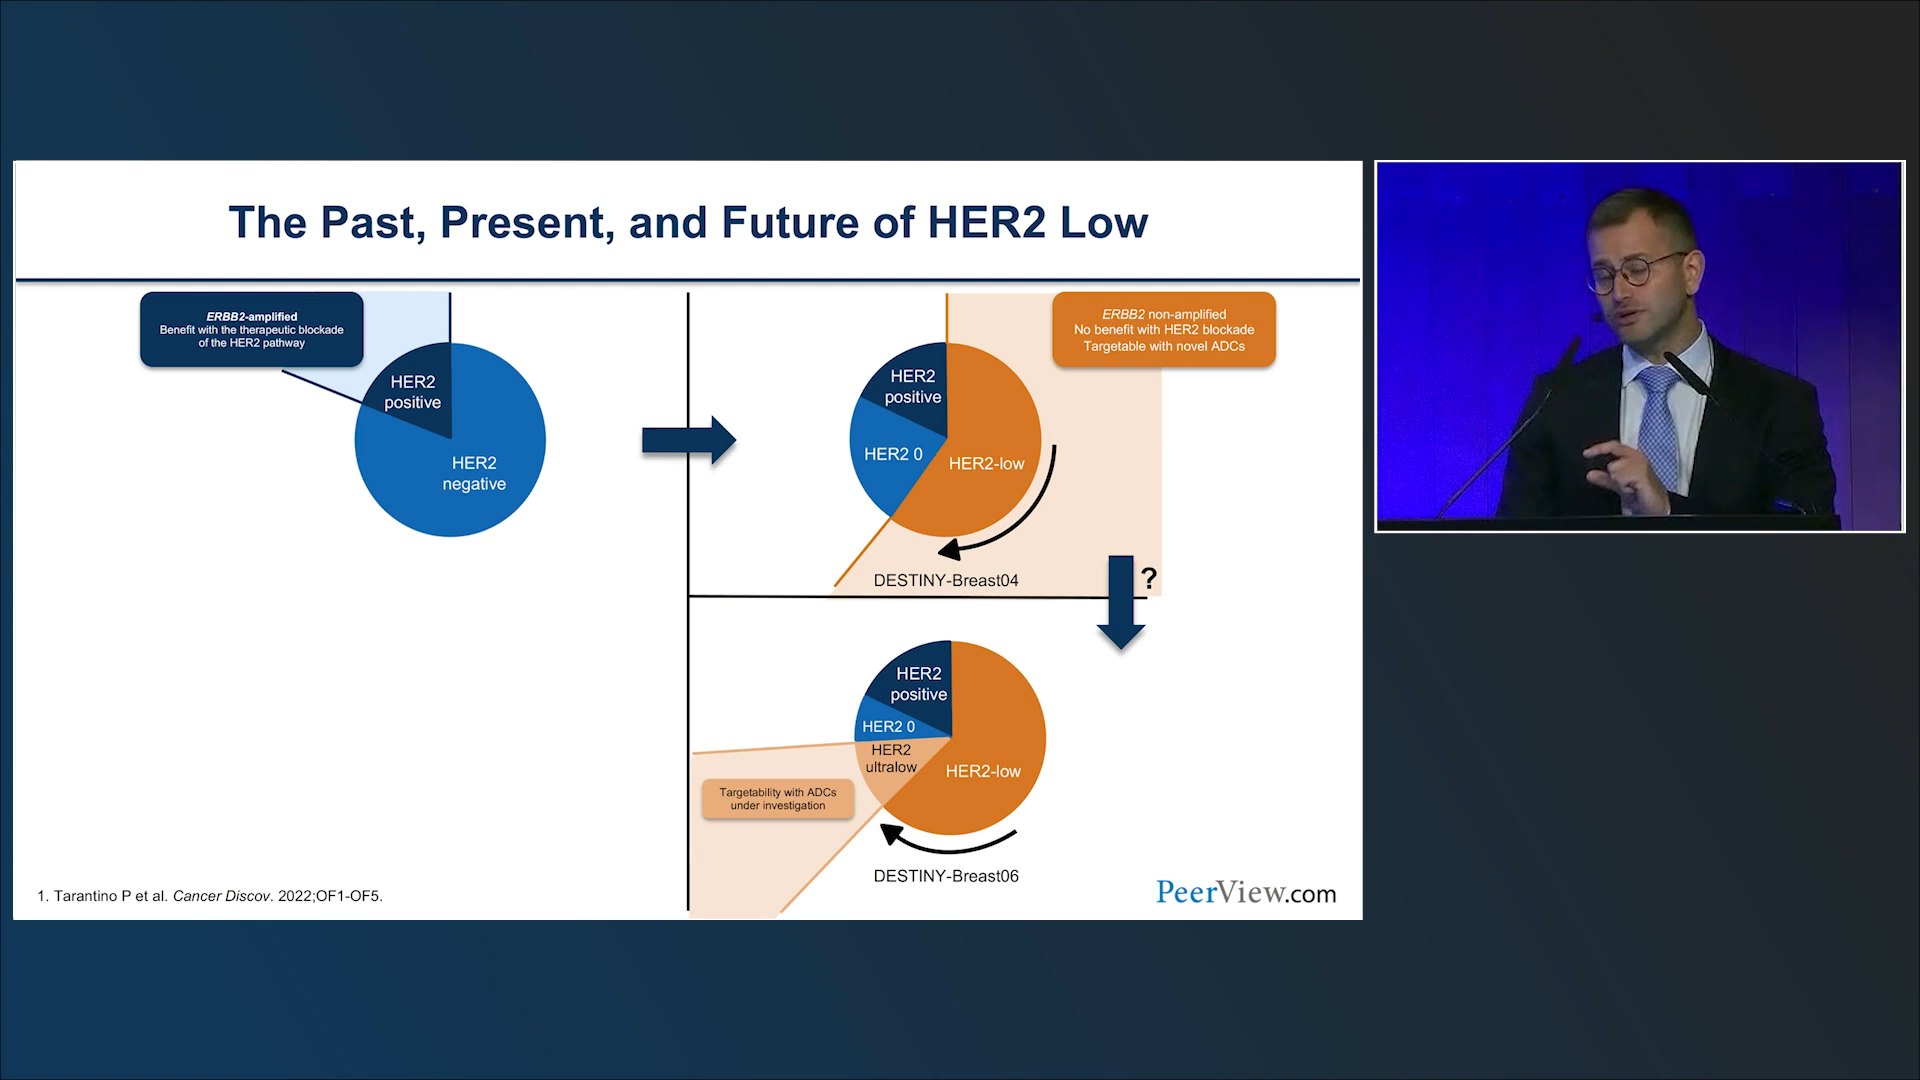 The Past, Present, and Future of HER2 Low
ERBB2-amplified
Benefit with the therapeutic blockade
of the HER2 pathway
HER2
positive
HER2
negative
ERBB2 non-amplified
No benefit with HER2 blockade
Targetable with novel ADCs
HER2
positive
HER2 0
HER2-low
DESTINY-Breast04
?
HER2
positive
HER2 0
HER2
ultralow
HER2-low
Targetability with ADCs
under investigation
DESTINY-Breast06
1. Tarantino P et al. Cancer Discov. 2022;OF1-OF5.
PeerView.com